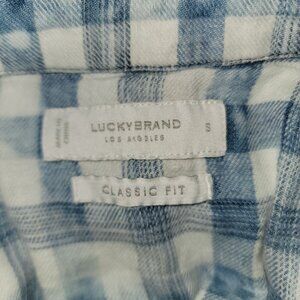 LUCKYBRAND
LOS ANGELES
S
CLASSIC FIT